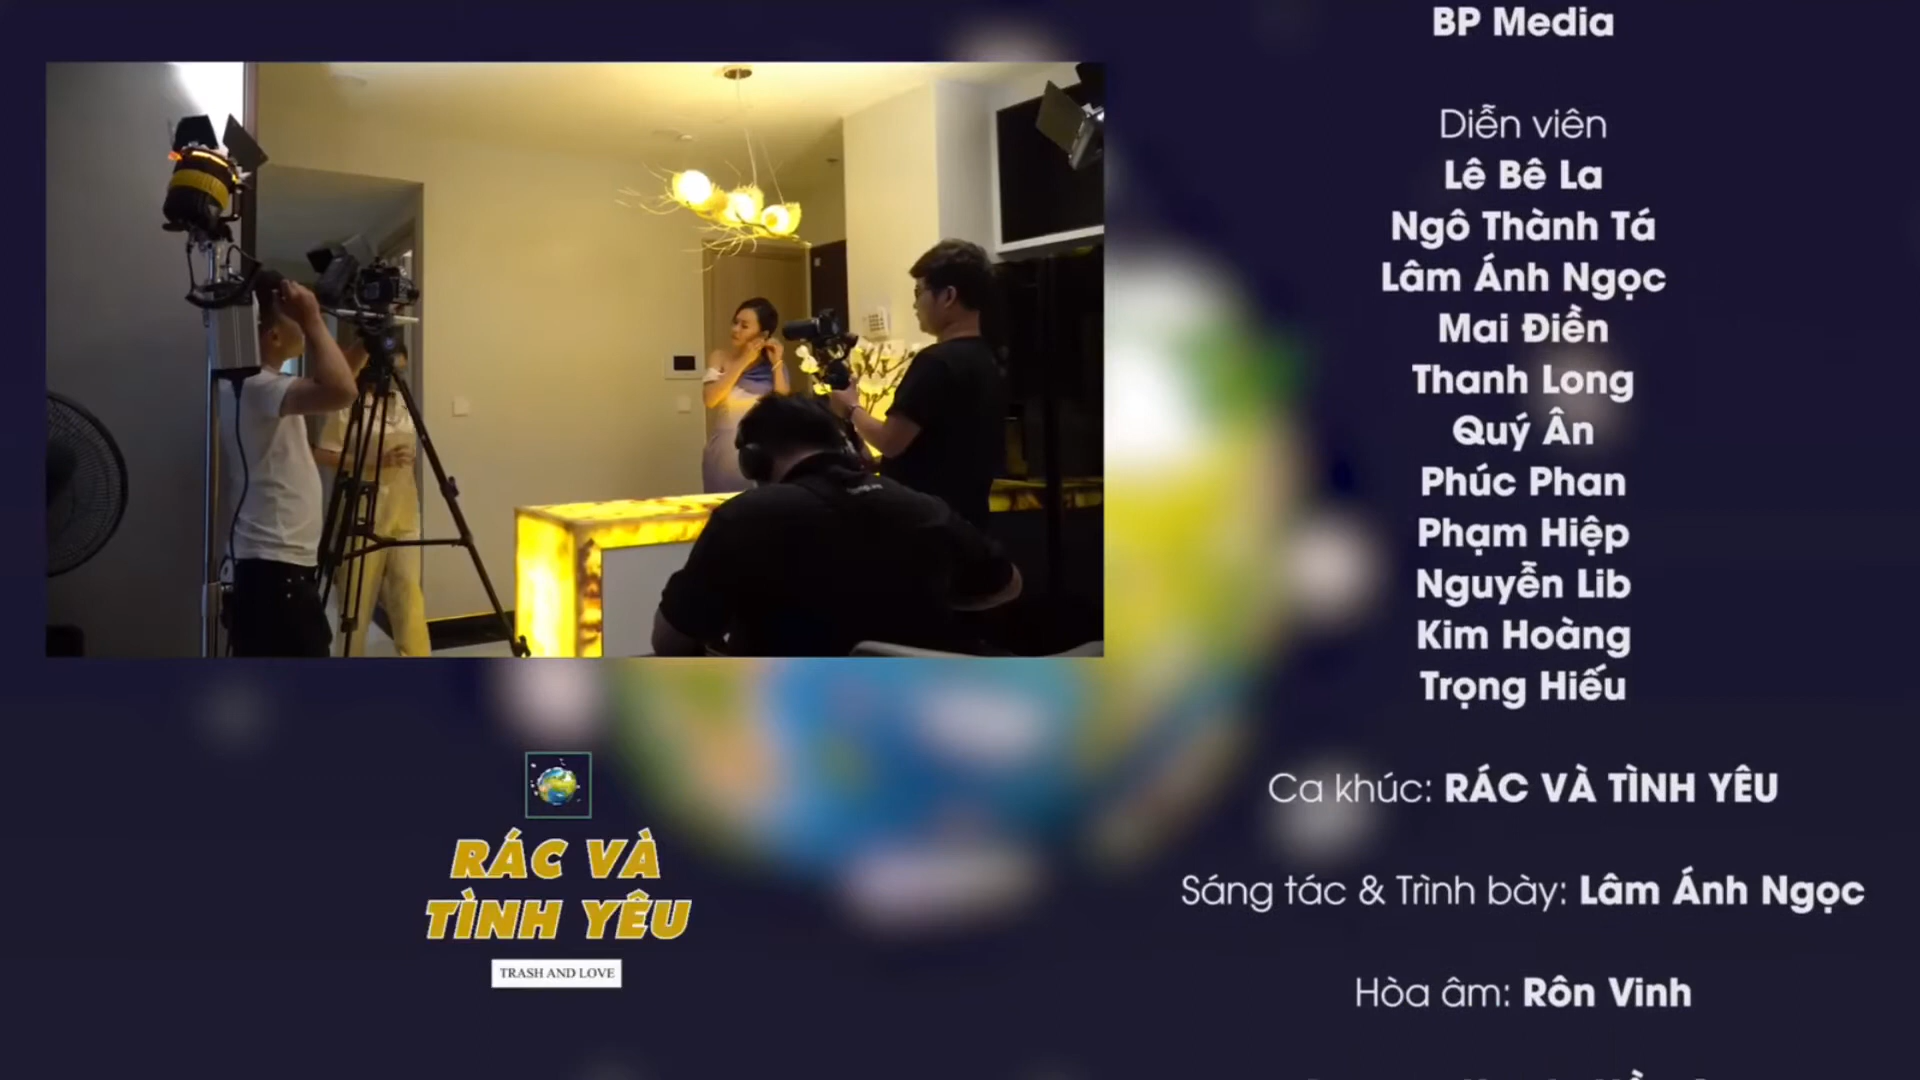 BP Media
Diễn viên
Lê Bê La
Ngô Thành Tá
Lâm Ánh Ngọc
Mai Điền
Thanh Long
Quý Ân
Phúc Phan
Phạm Hiệp
Nguyễn Lib
Kim Hoàng
Trọng Hiếu
Ca khúc: RÁC VÀ TÌNH YÊU
Sáng tác & Trình bày: Lâm Ánh Ngọc
Hòa âm: Rôn Vinh
RÁC VÀ
TÌNH YÊU
TRASH AND LOVE